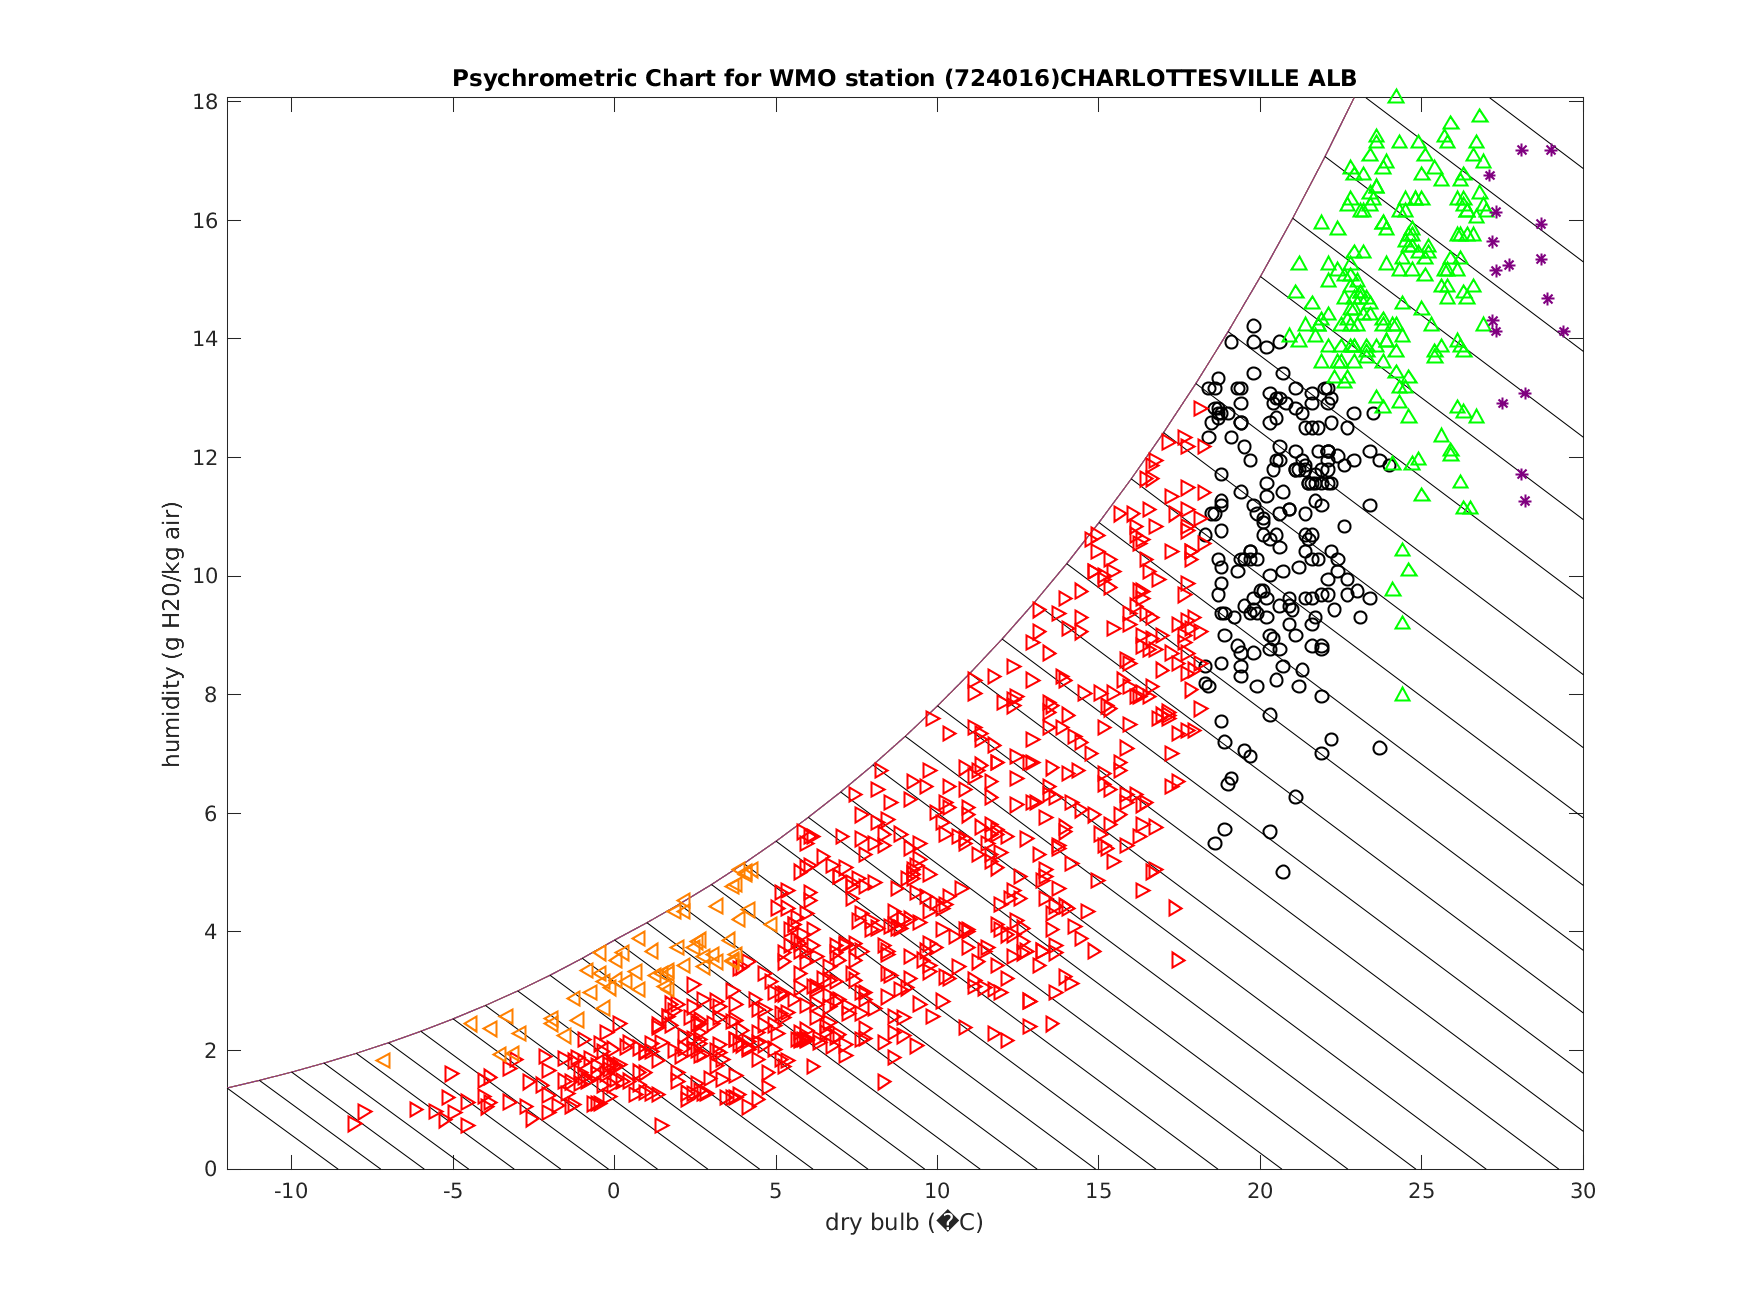 Psychrometric Chart for WMO station (724016)CHARLOTTESVILLE ALB
18
16
14
12
10
8
6
4
2
0
humidity (g H20/kg air)
-10 -5 0 5 10 15 20 25 30
dry bulb (�C)